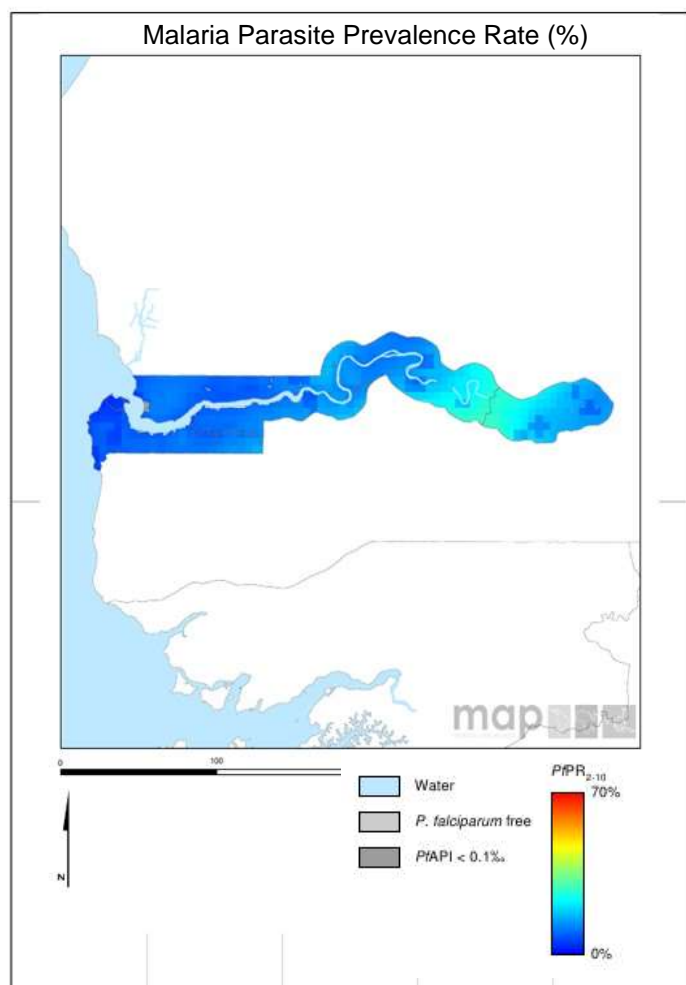 Malaria Parasite Prevalence Rate (%)
map
0
100
Water
P. falciparum free
PfAPI < 0.1‰
PfPR2-10
70%
0%
N